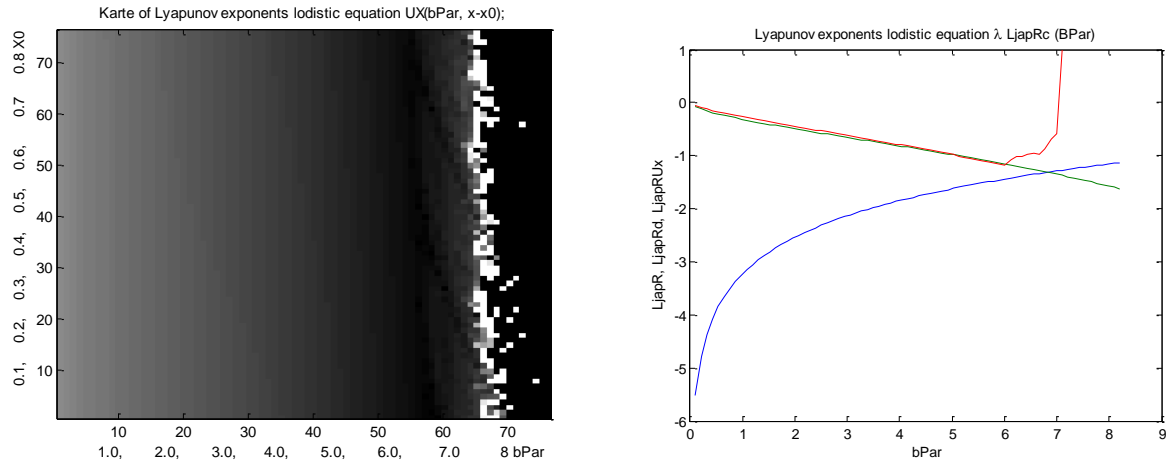 Karte of Lyapunov exponents lodistic equation UX(bPar, x-x0);
0.1, 0.2, 0.3, 0.4, 0.5, 0.6, 0.7 0.8 X0
70
60
50
40
30
20
10
10 20 30 40 50 60 70
1.0, 2.0, 3.0, 4.0, 5.0, 6.0, 7.0 8 bPar
Lyapunov exponents lodistic equation λ LjapRc (BPar)
LjapR, LjapRd, LjapRUx
1
0
-1
-2
-3
-4
-5
-6
0 1 2 3 4 5 6 7 8 9
bPar